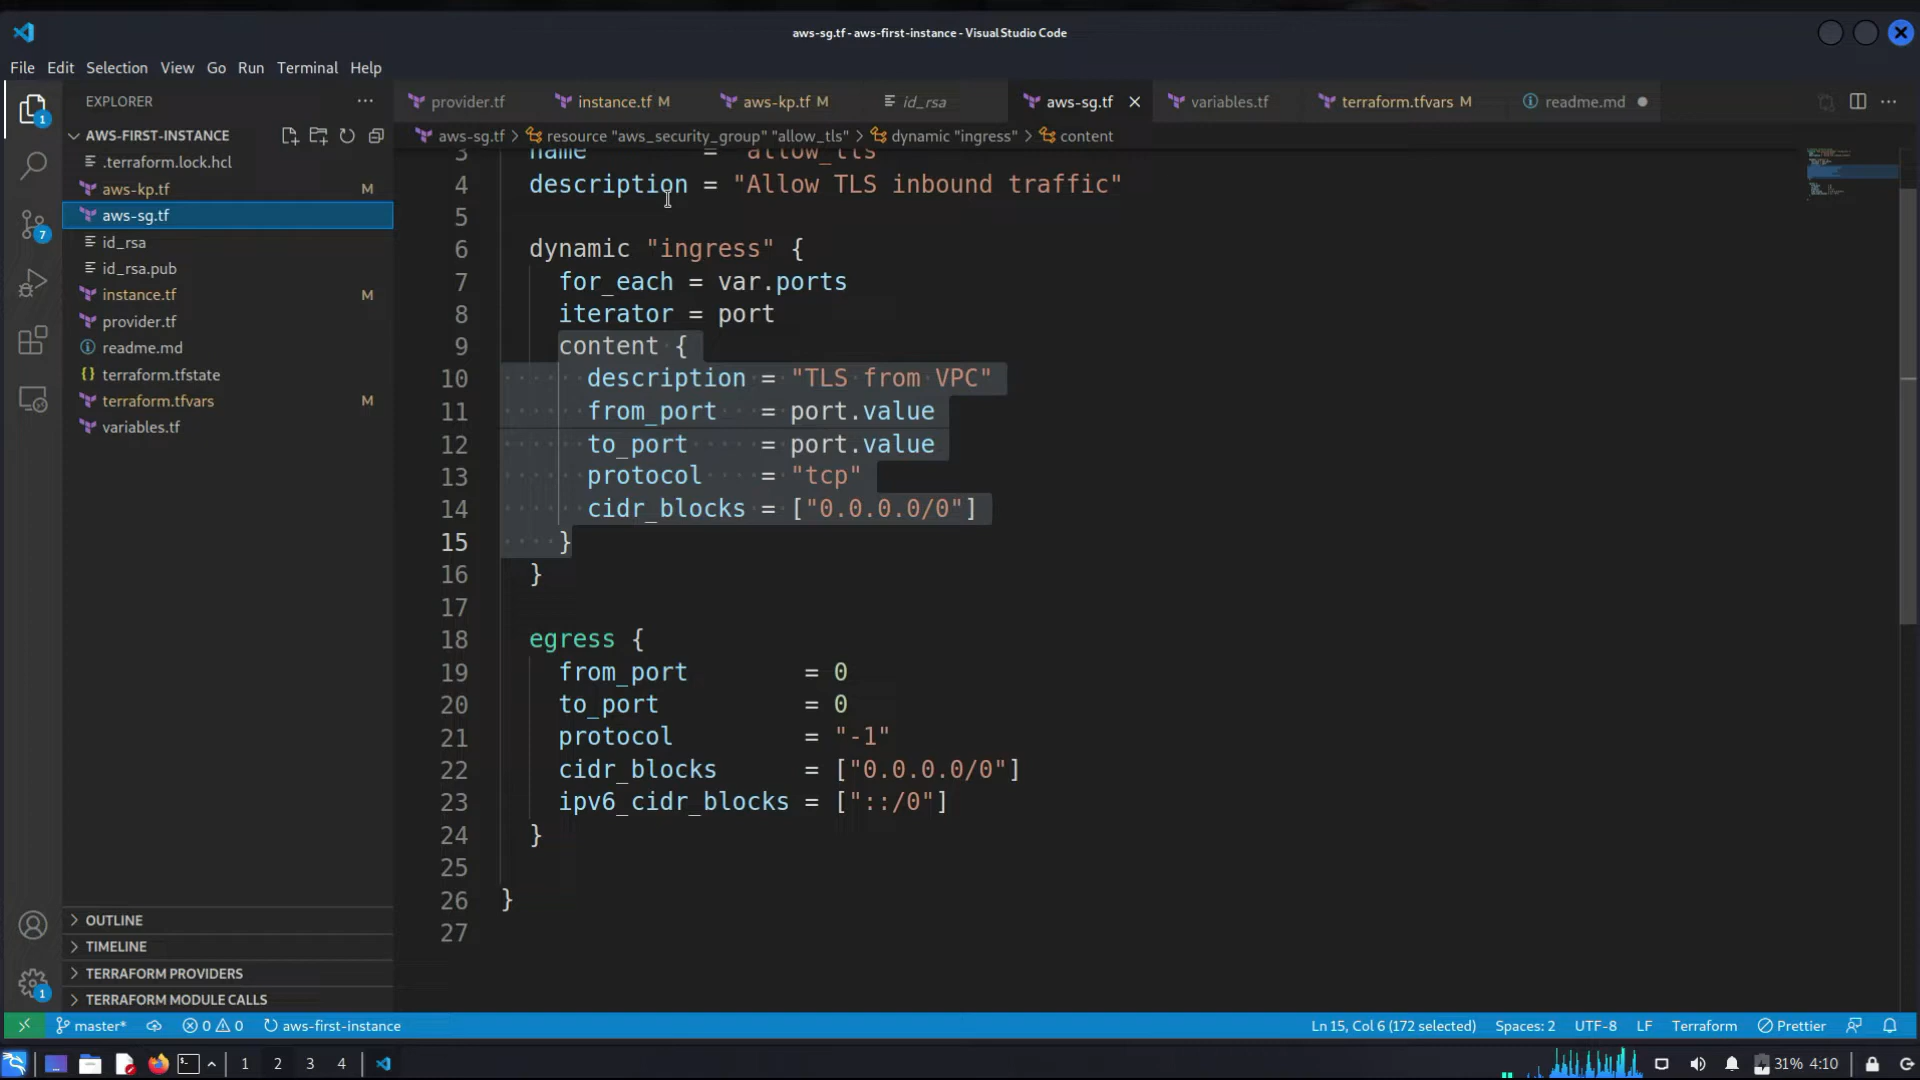 aws-sg.tf - aws-first-instance - Visual Studio Code
File Edit Selection View Go Run Terminal Help
EXPLORER
provider.tf
instance.tf M
aws-kp.tf M
id_rsa
aws-sg.tf
variables.tf
terraform.tfvars M
readme.md
aws-sg.tf > resource "aws_security_group" "allow_tls" > dynamic "ingress" > content
AWS-FIRST-INSTANCE
.terraform.lock.hcl
aws-kp.tf M
aws-sg.tf
id_rsa
id_rsa.pub
instance.tf M
provider.tf
readme.md
terraform.tfstate
terraform.tfvars M
variables.tf
OUTLINE
TIMELINE
TERRAFORM PROVIDERS
TERRAFORM MODULE CALLS
1
7
1
3 name = "allow_tls"
4 description = "Allow TLS inbound traffic"
5
6 dynamic "ingress" {
7 for_each = var.ports
8 iterator = port
9 content {
10 description = "TLS from VPC"
11 from_port = port.value
12 to_port = port.value
13 protocol = "tcp"
14 cidr_blocks = ["0.0.0.0/0"]
15 }
16 }
17
18 egress {
19 from_port = 0
20 to_port = 0
21 protocol = "-1"
22 cidr_blocks = ["0.0.0.0/0"]
23 ipv6_cidr_blocks = ["::/0"]
24 }
25
26 }
27
master* 0 0 aws-first-instance Ln 15, Col 6 (172 selected) Spaces: 2 UTF-8 LF Terraform Prettier
1 2 3 4 31% 4:10